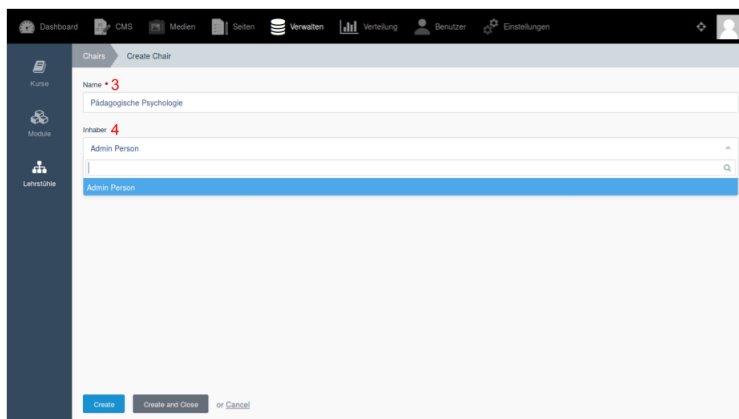 Dashboard CMS Medien Seiten Verwalten Verteilung Benutzer Einstellungen
Chairs Create Chair
Kurse
Module
Lehrstühle
Name * 3
Pädagogische Psychologie
Inhaber 4
Admin Person
Admin Person
Create Create and Close or Cancel